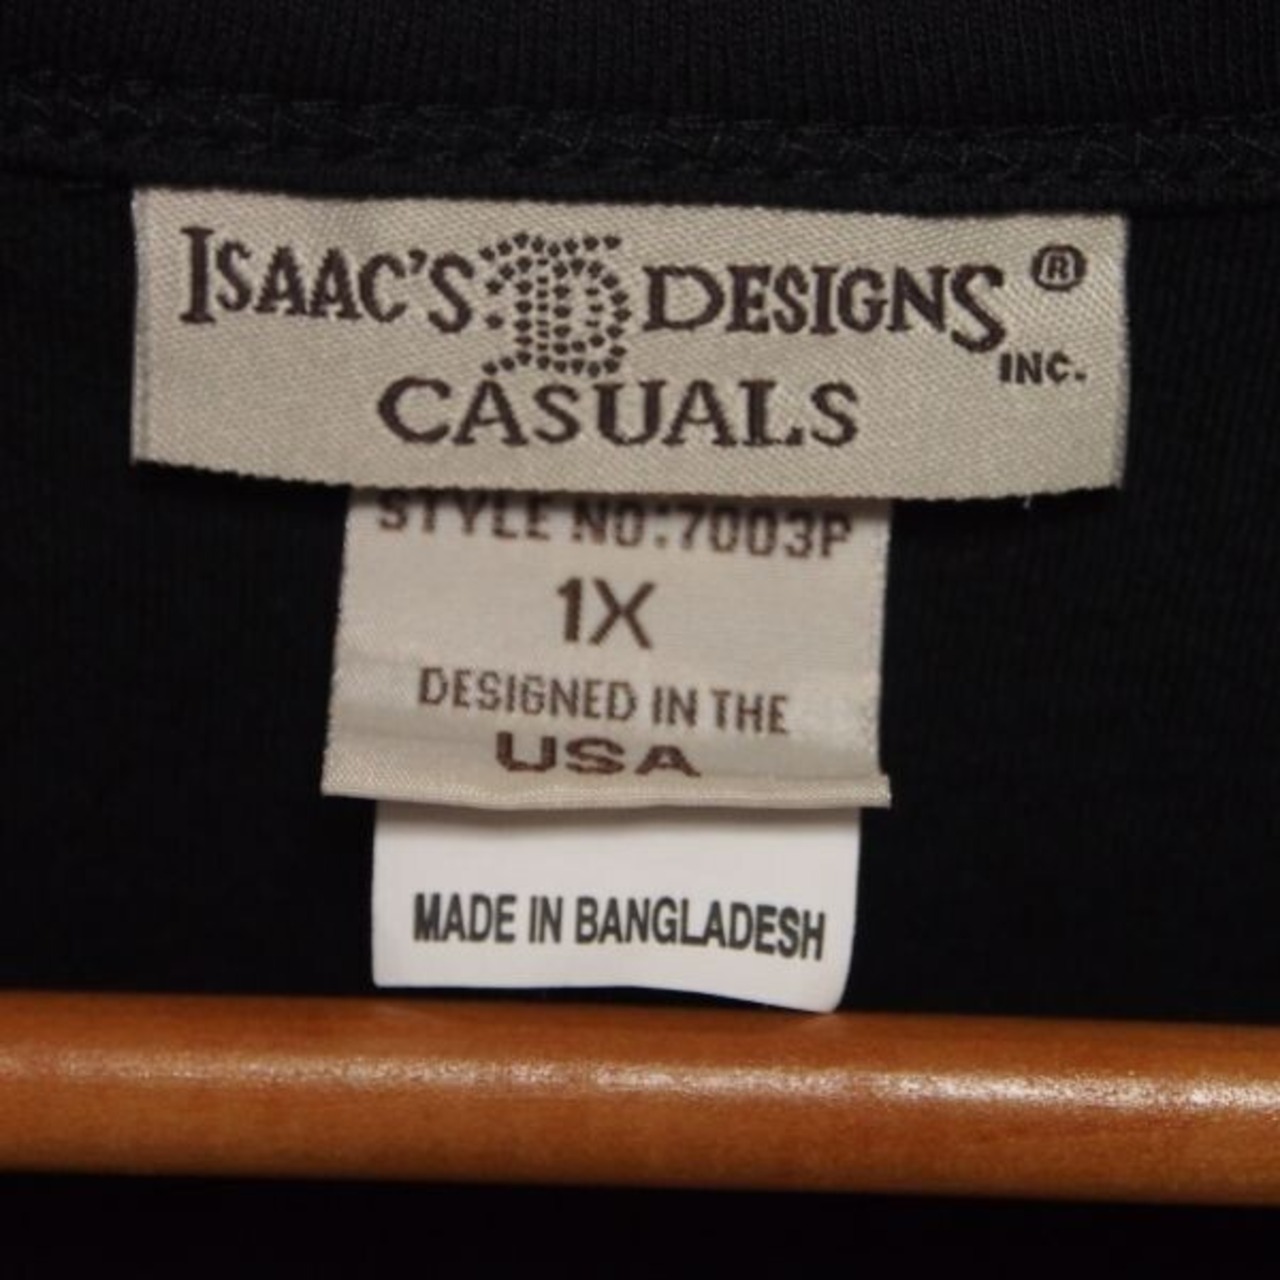 ISAAC'S B DESIGNS ®
INC.
CASUALS
STYLE NO:7003P
1X
DESIGNED IN THE
USA
MADE IN BANGLADESH